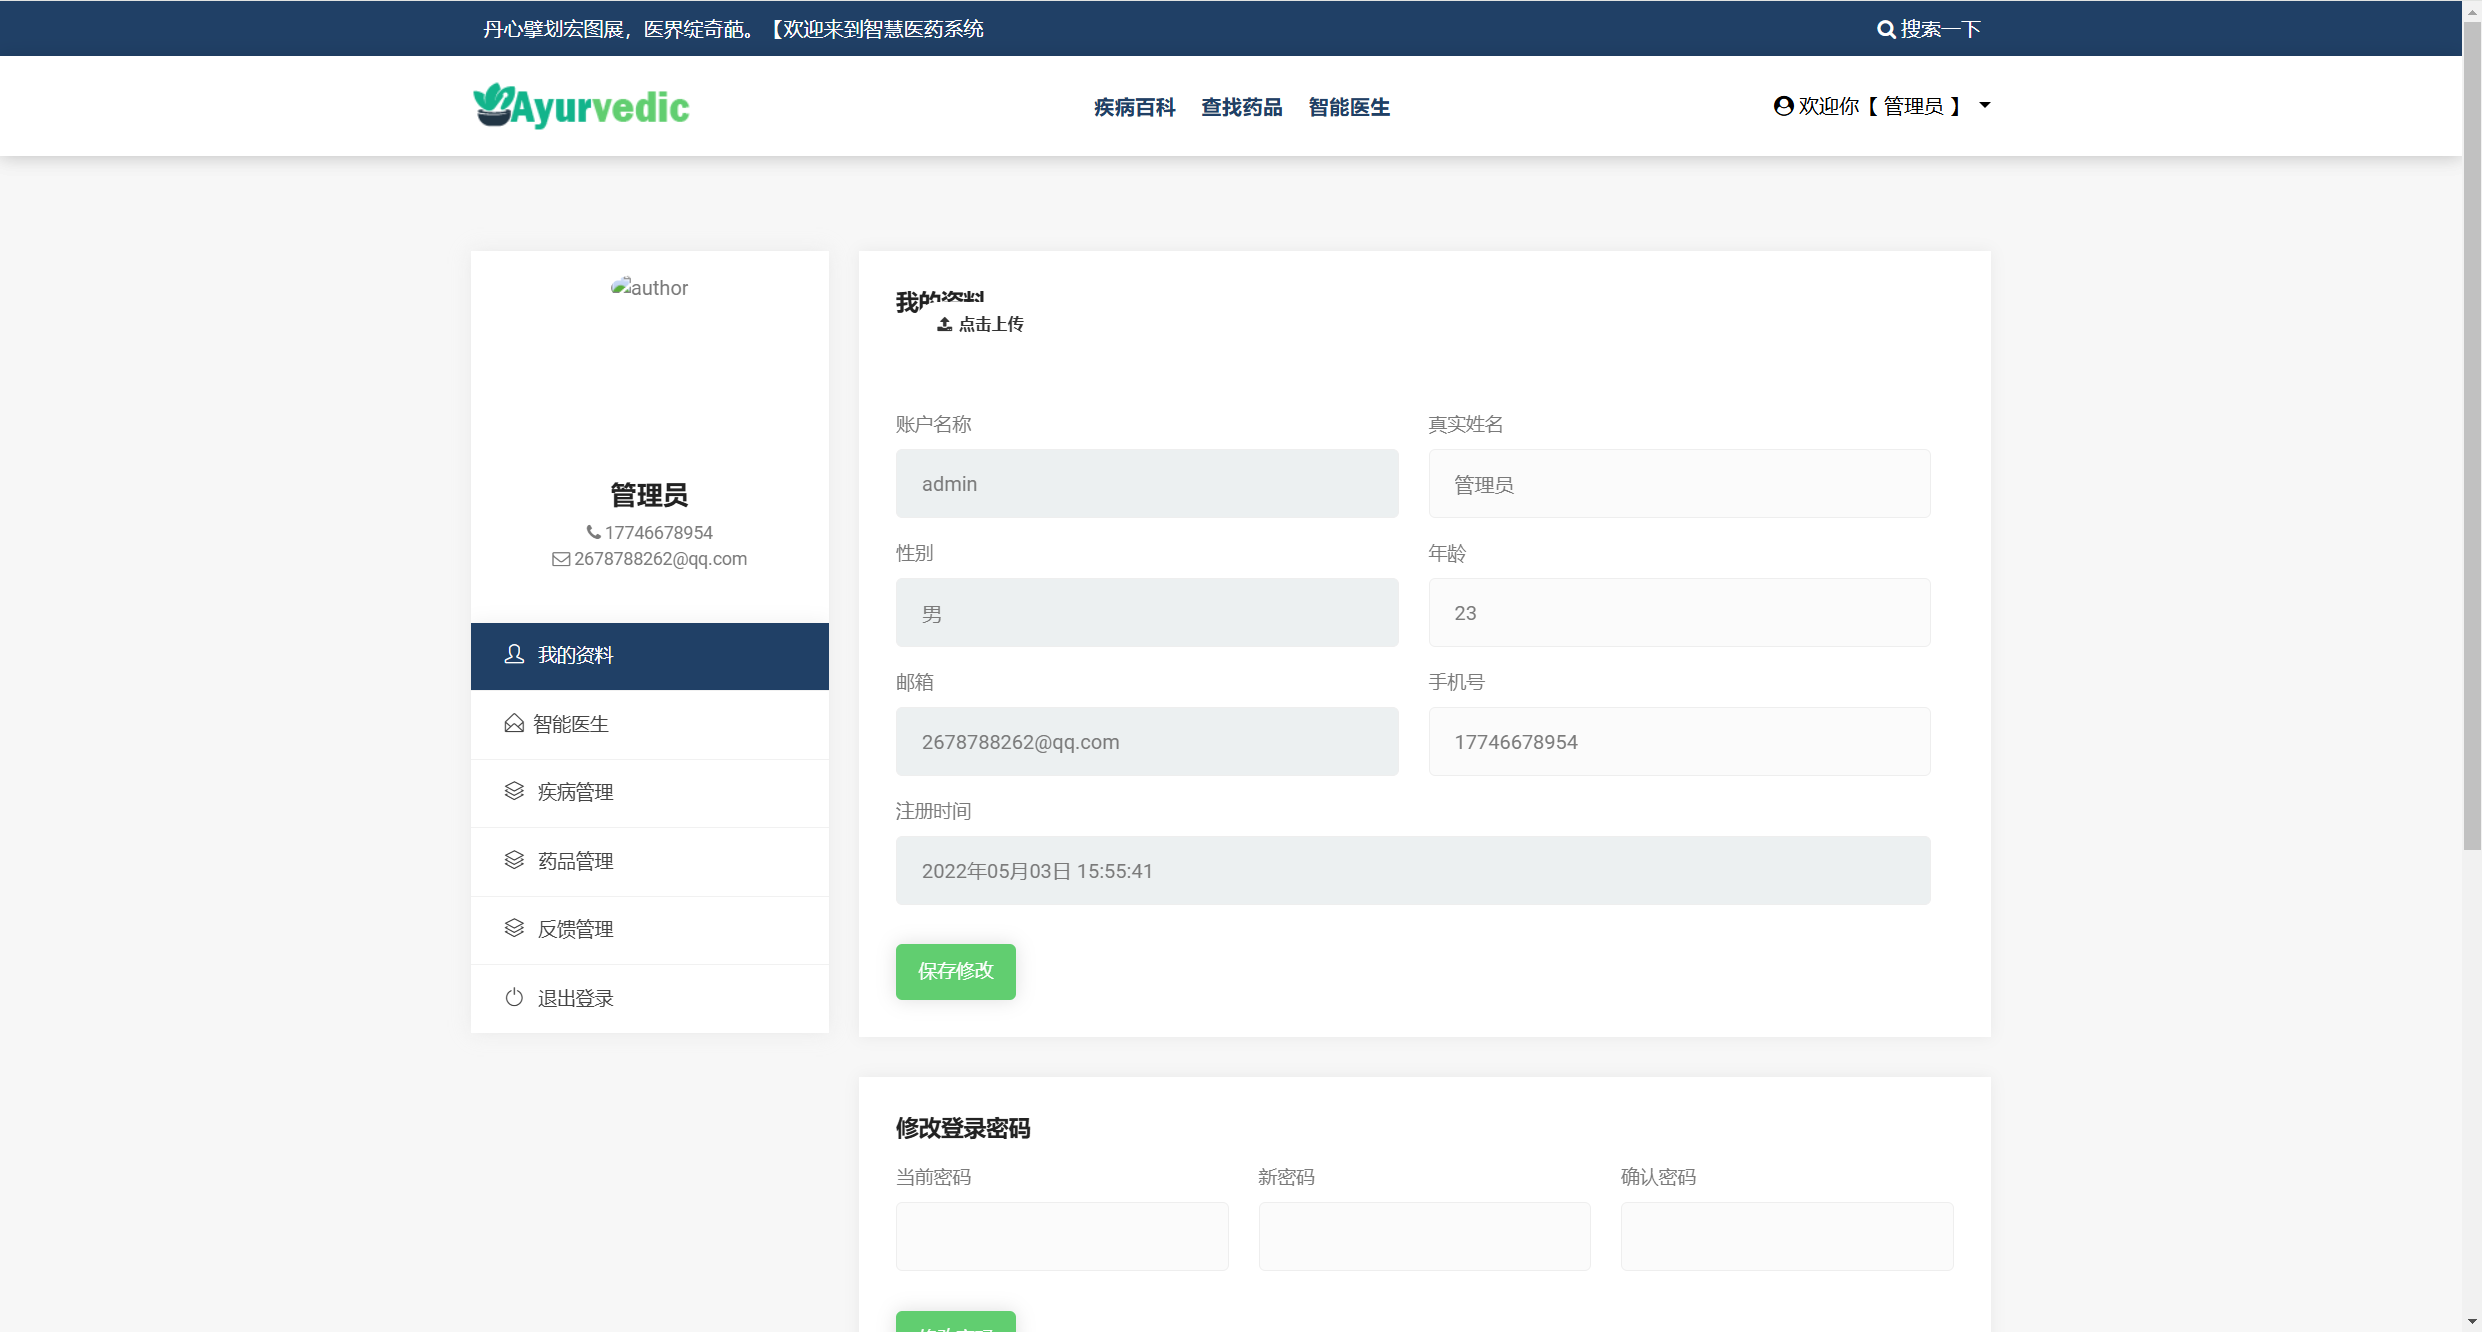 丹心擘划宏图展，医界绽奇葩。【欢迎来到智慧医药系统
搜索一下
Ayurvedic
疾病百科 查找药品 智能医生
欢迎你【 管理员 】
author
管理员
17746678954
2678788262@qq.com
我的资料
智能医生
疾病管理
药品管理
反馈管理
退出登录
我的资料
点击上传
账户名称 真实姓名
admin 管理员
性别 年龄
男 23
邮箱 手机号
2678788262@qq.com 17746678954
注册时间
2022年05月03日 15:55:41
保存修改
修改登录密码
当前密码 新密码 确认密码